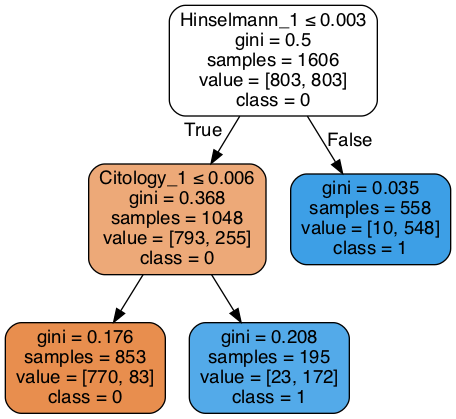 Hinselmann_1 ≤ 0.003
gini = 0.5
samples = 1606
value = [803, 803]
class = 0
True
False
Citology_1 ≤ 0.006
gini = 0.368
samples = 1048
value = [793, 255]
class = 0
gini = 0.035
samples = 558
value = [10, 548]
class = 1
gini = 0.176
samples = 853
value = [770, 83]
class = 0
gini = 0.208
samples = 195
value = [23, 172]
class = 1